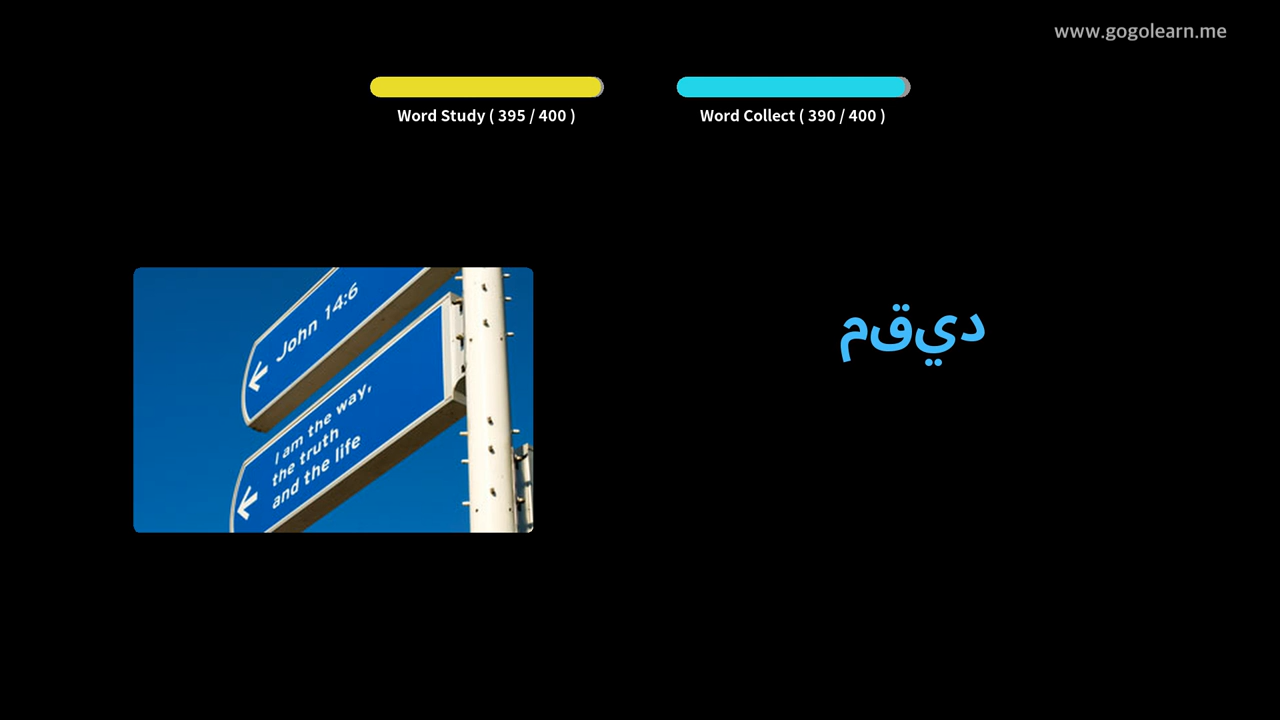 www.gogolearn.me
Word Study ( 395 / 400 )
Word Collect ( 390 / 400 )
John 14:6
I am the way,
the truth
and the life
ديقم